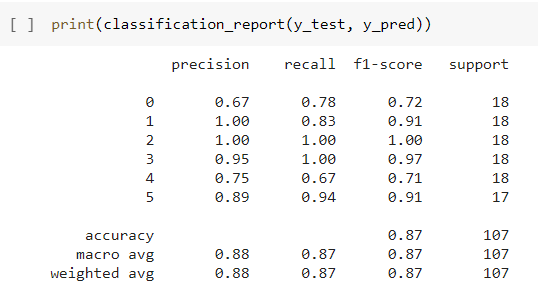 [ ] print(classification_report(y_test, y_pred))
precision recall f1-score support
0 0.67 0.78 0.72 18
1 1.00 0.83 0.91 18
2 1.00 1.00 1.00 18
3 0.95 1.00 0.97 18
4 0.75 0.67 0.71 18
5 0.89 0.94 0.91 17
accuracy 0.87 107
macro avg 0.88 0.87 0.87 107
weighted avg 0.88 0.87 0.87 107